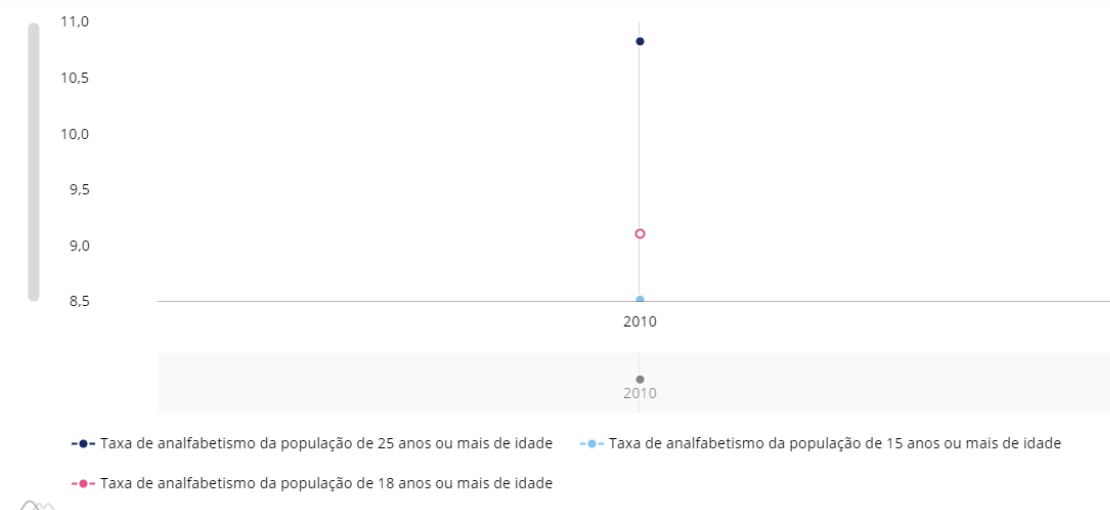 11,0
10,5
10,0
9,5
9,0
8,5
2010
2010
Taxa de analfabetismo da população de 25 anos ou mais de idade
Taxa de analfabetismo da população de 15 anos ou mais de idade
Taxa de analfabetismo da população de 18 anos ou mais de idade